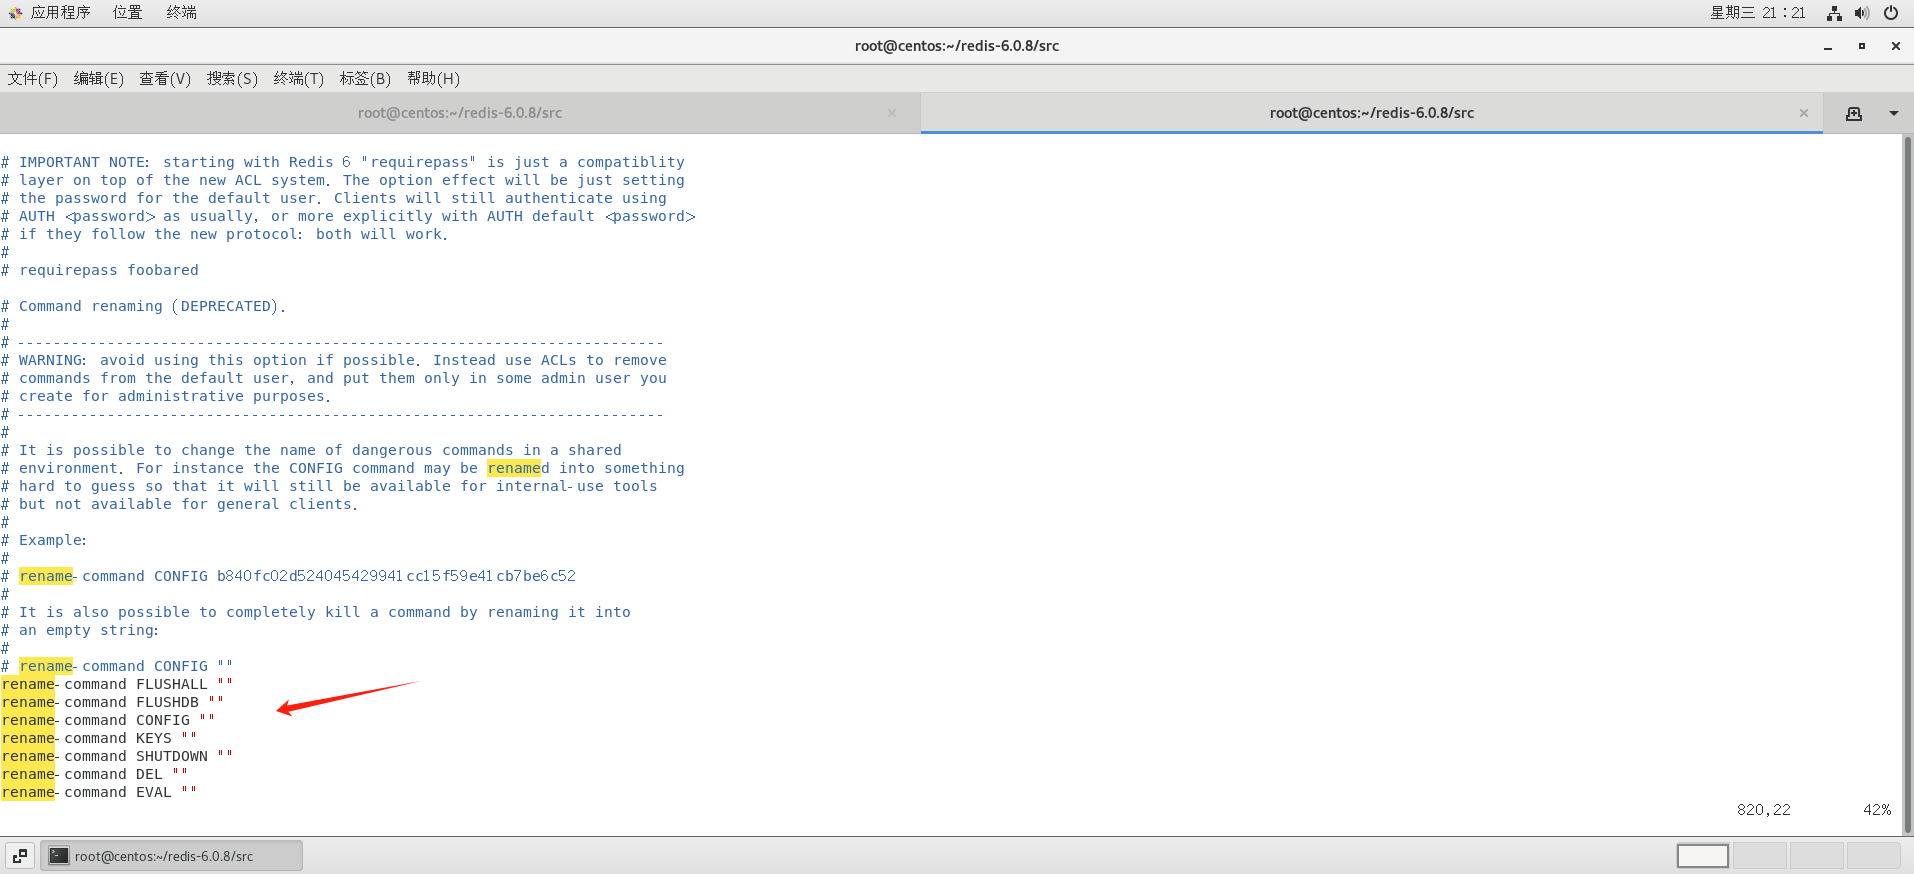 应用程序 位置 终端 星期三 21：21
root@centos:~/redis-6.0.8/src
文件(F) 编辑(E) 查看(V) 搜索(S) 终端(T) 标签(B) 帮助(H)
root@centos:~/redis-6.0.8/src × root@centos:~/redis-6.0.8/src ×
# IMPORTANT NOTE: starting with Redis 6 "requirepass" is just a compatiblity
# layer on top of the new ACL system. The option effect will be just setting
# the password for the default user. Clients will still authenticate using
# AUTH <password> as usually, or more explicitly with AUTH default <password>
# if they follow the new protocol: both will work.
#
# requirepass foobared
# Command renaming (DEPRECATED).
#
# ------------------------------------------------------------------------
# WARNING: avoid using this option if possible. Instead use ACLs to remove
# commands from the default user, and put them only in some admin user you
# create for administrative purposes.
# ------------------------------------------------------------------------
#
# It is possible to change the name of dangerous commands in a shared
# environment. For instance the CONFIG command may be renamed into something
# hard to guess so that it will still be available for internal-use tools
# but not available for general clients.
#
# Example:
#
# rename-command CONFIG b840fc02d524045429941cc15f59e41cb7be6c52
#
# It is also possible to completely kill a command by renaming it into
# an empty string:
#
# rename-command CONFIG ""
rename-command FLUSHALL ""
rename-command FLUSHDB ""
rename-command CONFIG ""
rename-command KEYS ""
rename-command SHUTDOWN ""
rename-command DEL ""
rename-command EVAL ""
820,22 42%
root@centos:~/redis-6.0.8/src